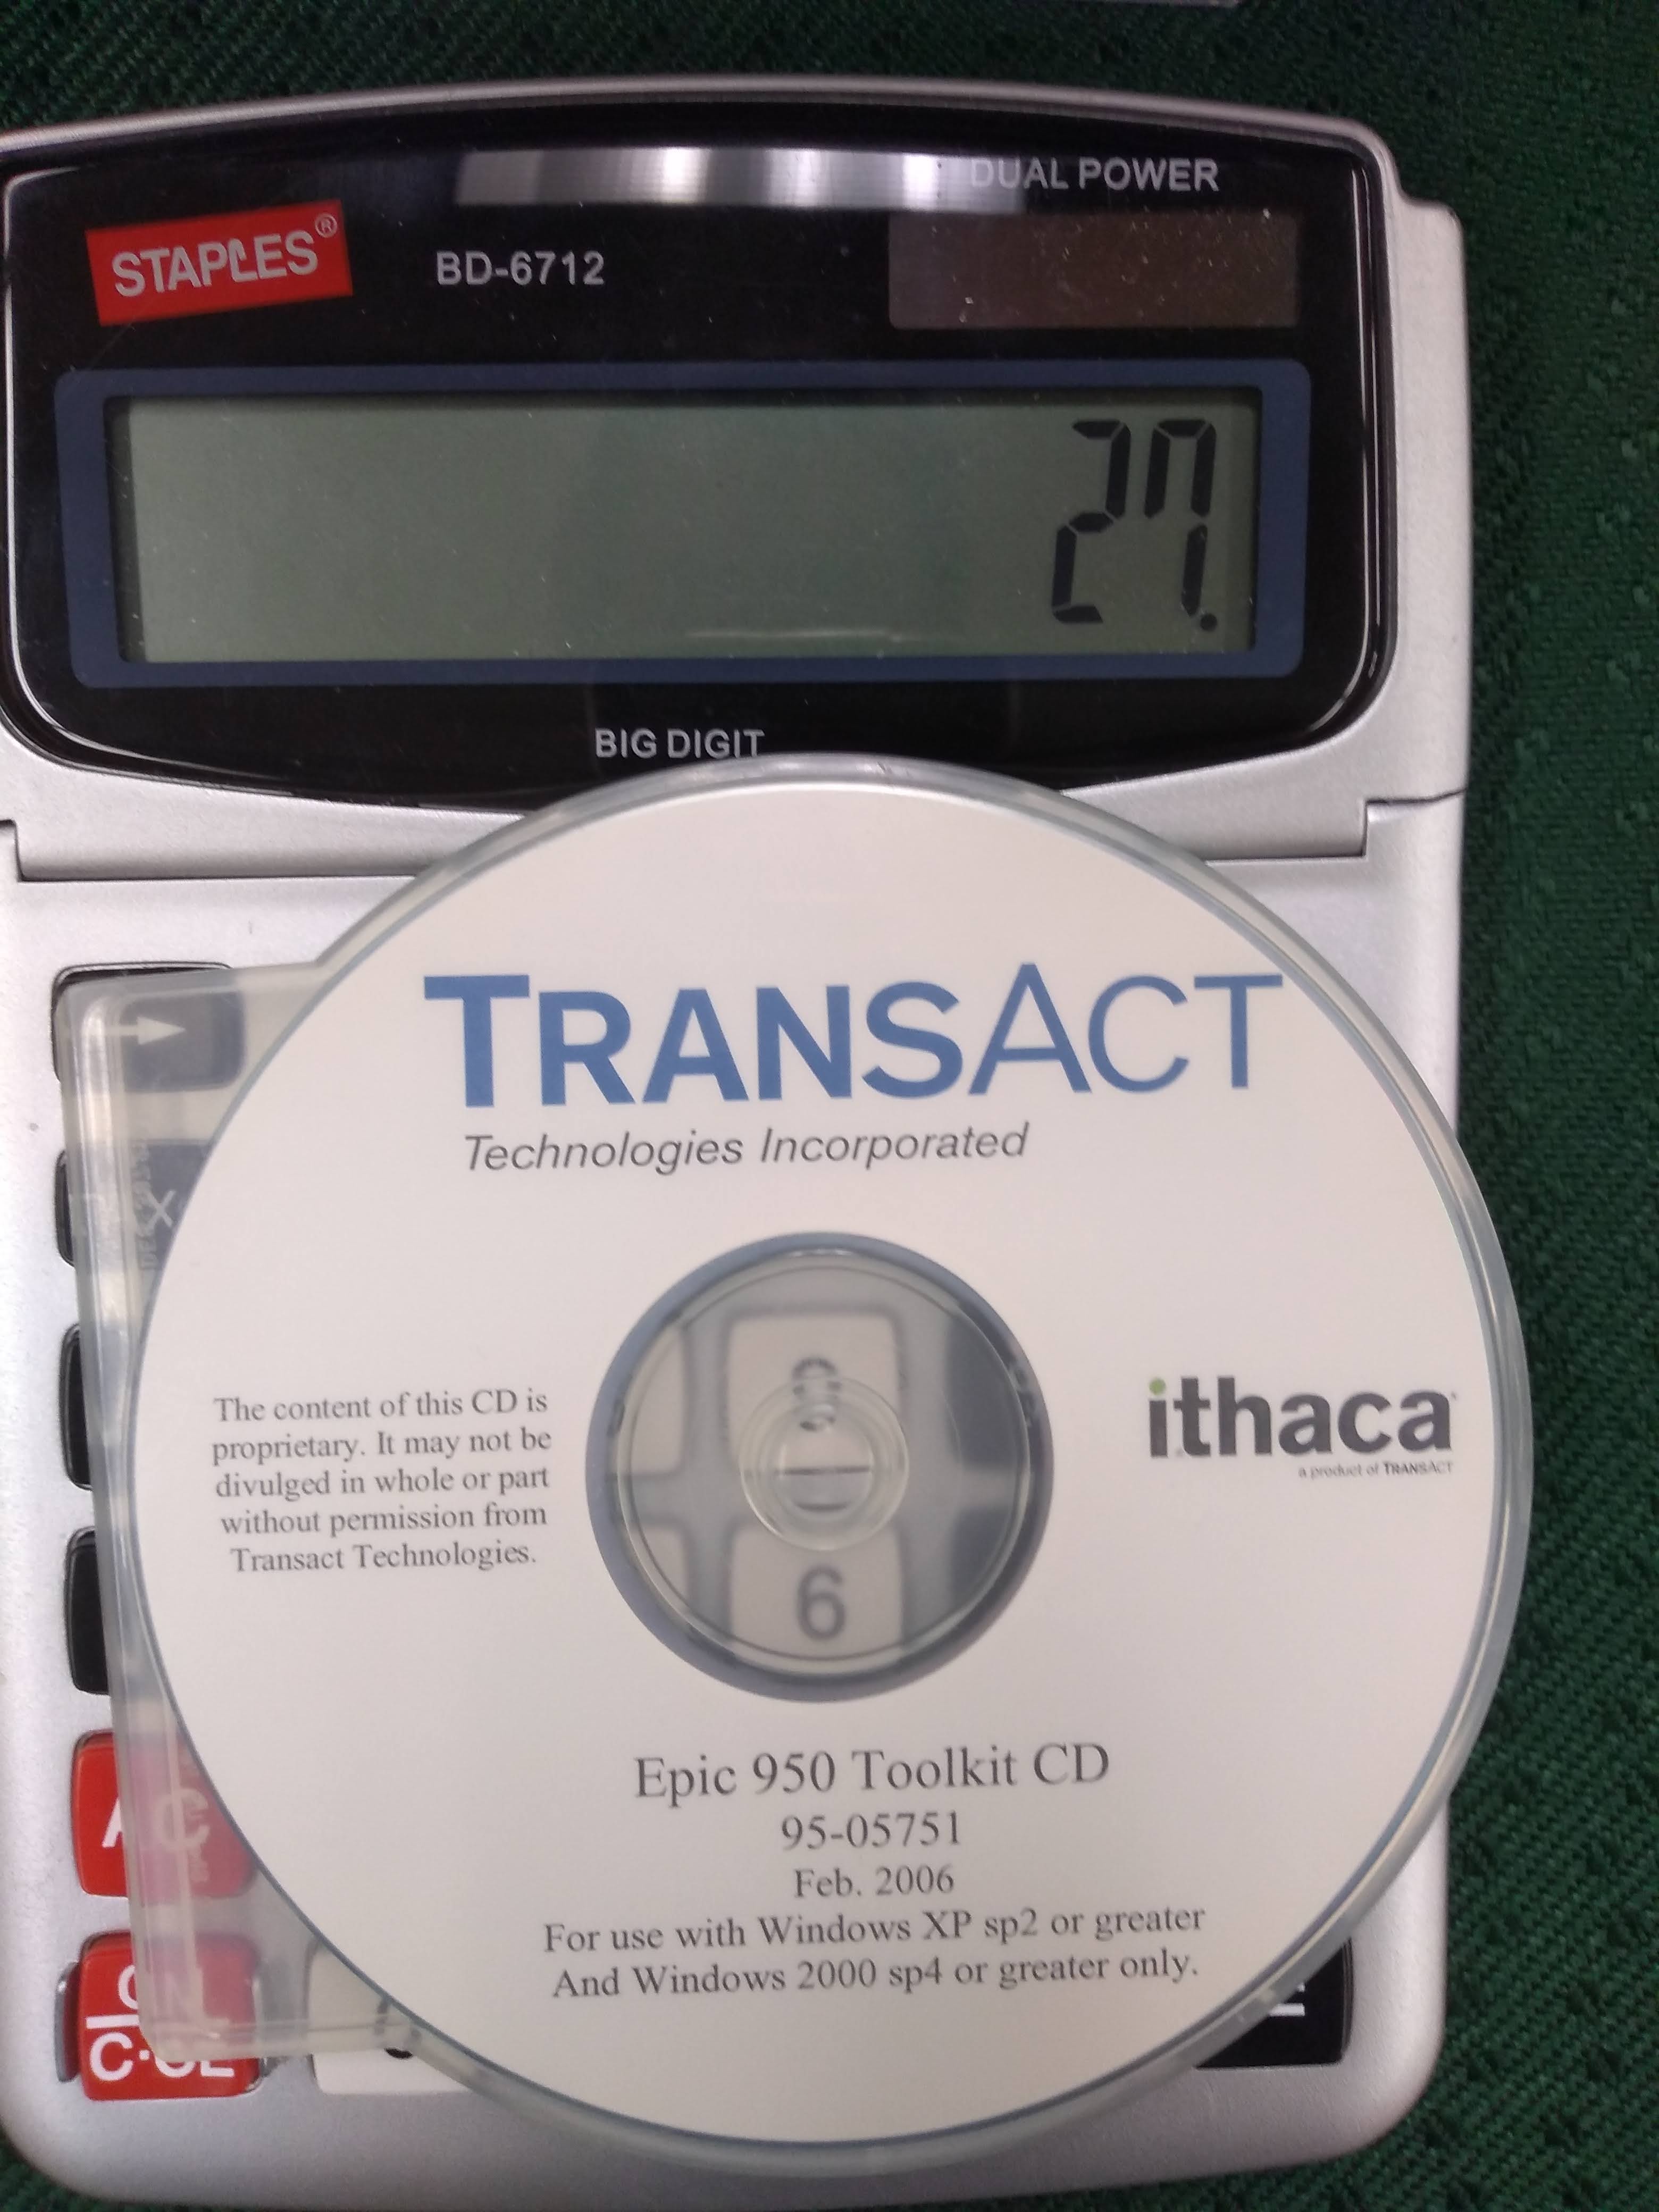 DUAL POWER
STAPLES®
BD-6712
27.
BIG DIGIT
TRANSACT
Technologies Incorporated
The content of this CD is
proprietary. It may not be
divulged in whole or part
without permission from
Transact Technologies.
ithaca
a product of TRANSACT
9
6
Epic 950 Toolkit CD
95-05751
Feb. 2006
For use with Windows XP sp2 or greater
And Windows 2000 sp4 or greater only.
ON
C·CE